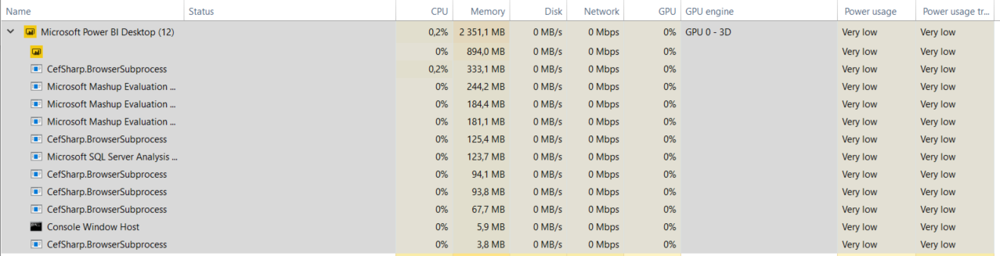 Name Status CPU Memory Disk Network GPU GPU engine Power usage Power usage tr...
Microsoft Power BI Desktop (12) 0,2% 2 351,1 MB 0 MB/s 0 Mbps 0% GPU 0 - 3D Very low Very low
0% 894,0 MB 0 MB/s 0 Mbps 0% Very low Very low
CefSharp.BrowserSubprocess 0,2% 333,1 MB 0 MB/s 0 Mbps 0% Very low Very low
Microsoft Mashup Evaluation ... 0% 244,2 MB 0 MB/s 0 Mbps 0% Very low Very low
Microsoft Mashup Evaluation ... 0% 184,4 MB 0 MB/s 0 Mbps 0% Very low Very low
Microsoft Mashup Evaluation ... 0% 181,1 MB 0 MB/s 0 Mbps 0% Very low Very low
CefSharp.BrowserSubprocess 0% 125,4 MB 0 MB/s 0 Mbps 0% Very low Very low
Microsoft SQL Server Analysis ... 0% 123,7 MB 0 MB/s 0 Mbps 0% Very low Very low
CefSharp.BrowserSubprocess 0% 94,1 MB 0 MB/s 0 Mbps 0% Very low Very low
CefSharp.BrowserSubprocess 0% 93,8 MB 0 MB/s 0 Mbps 0% Very low Very low
CefSharp.BrowserSubprocess 0% 67,7 MB 0 MB/s 0 Mbps 0% Very low Very low
Console Window Host 0% 5,9 MB 0 MB/s 0 Mbps 0% Very low Very low
CefSharp.BrowserSubprocess 0% 3,8 MB 0 MB/s 0 Mbps 0% Very low Very low